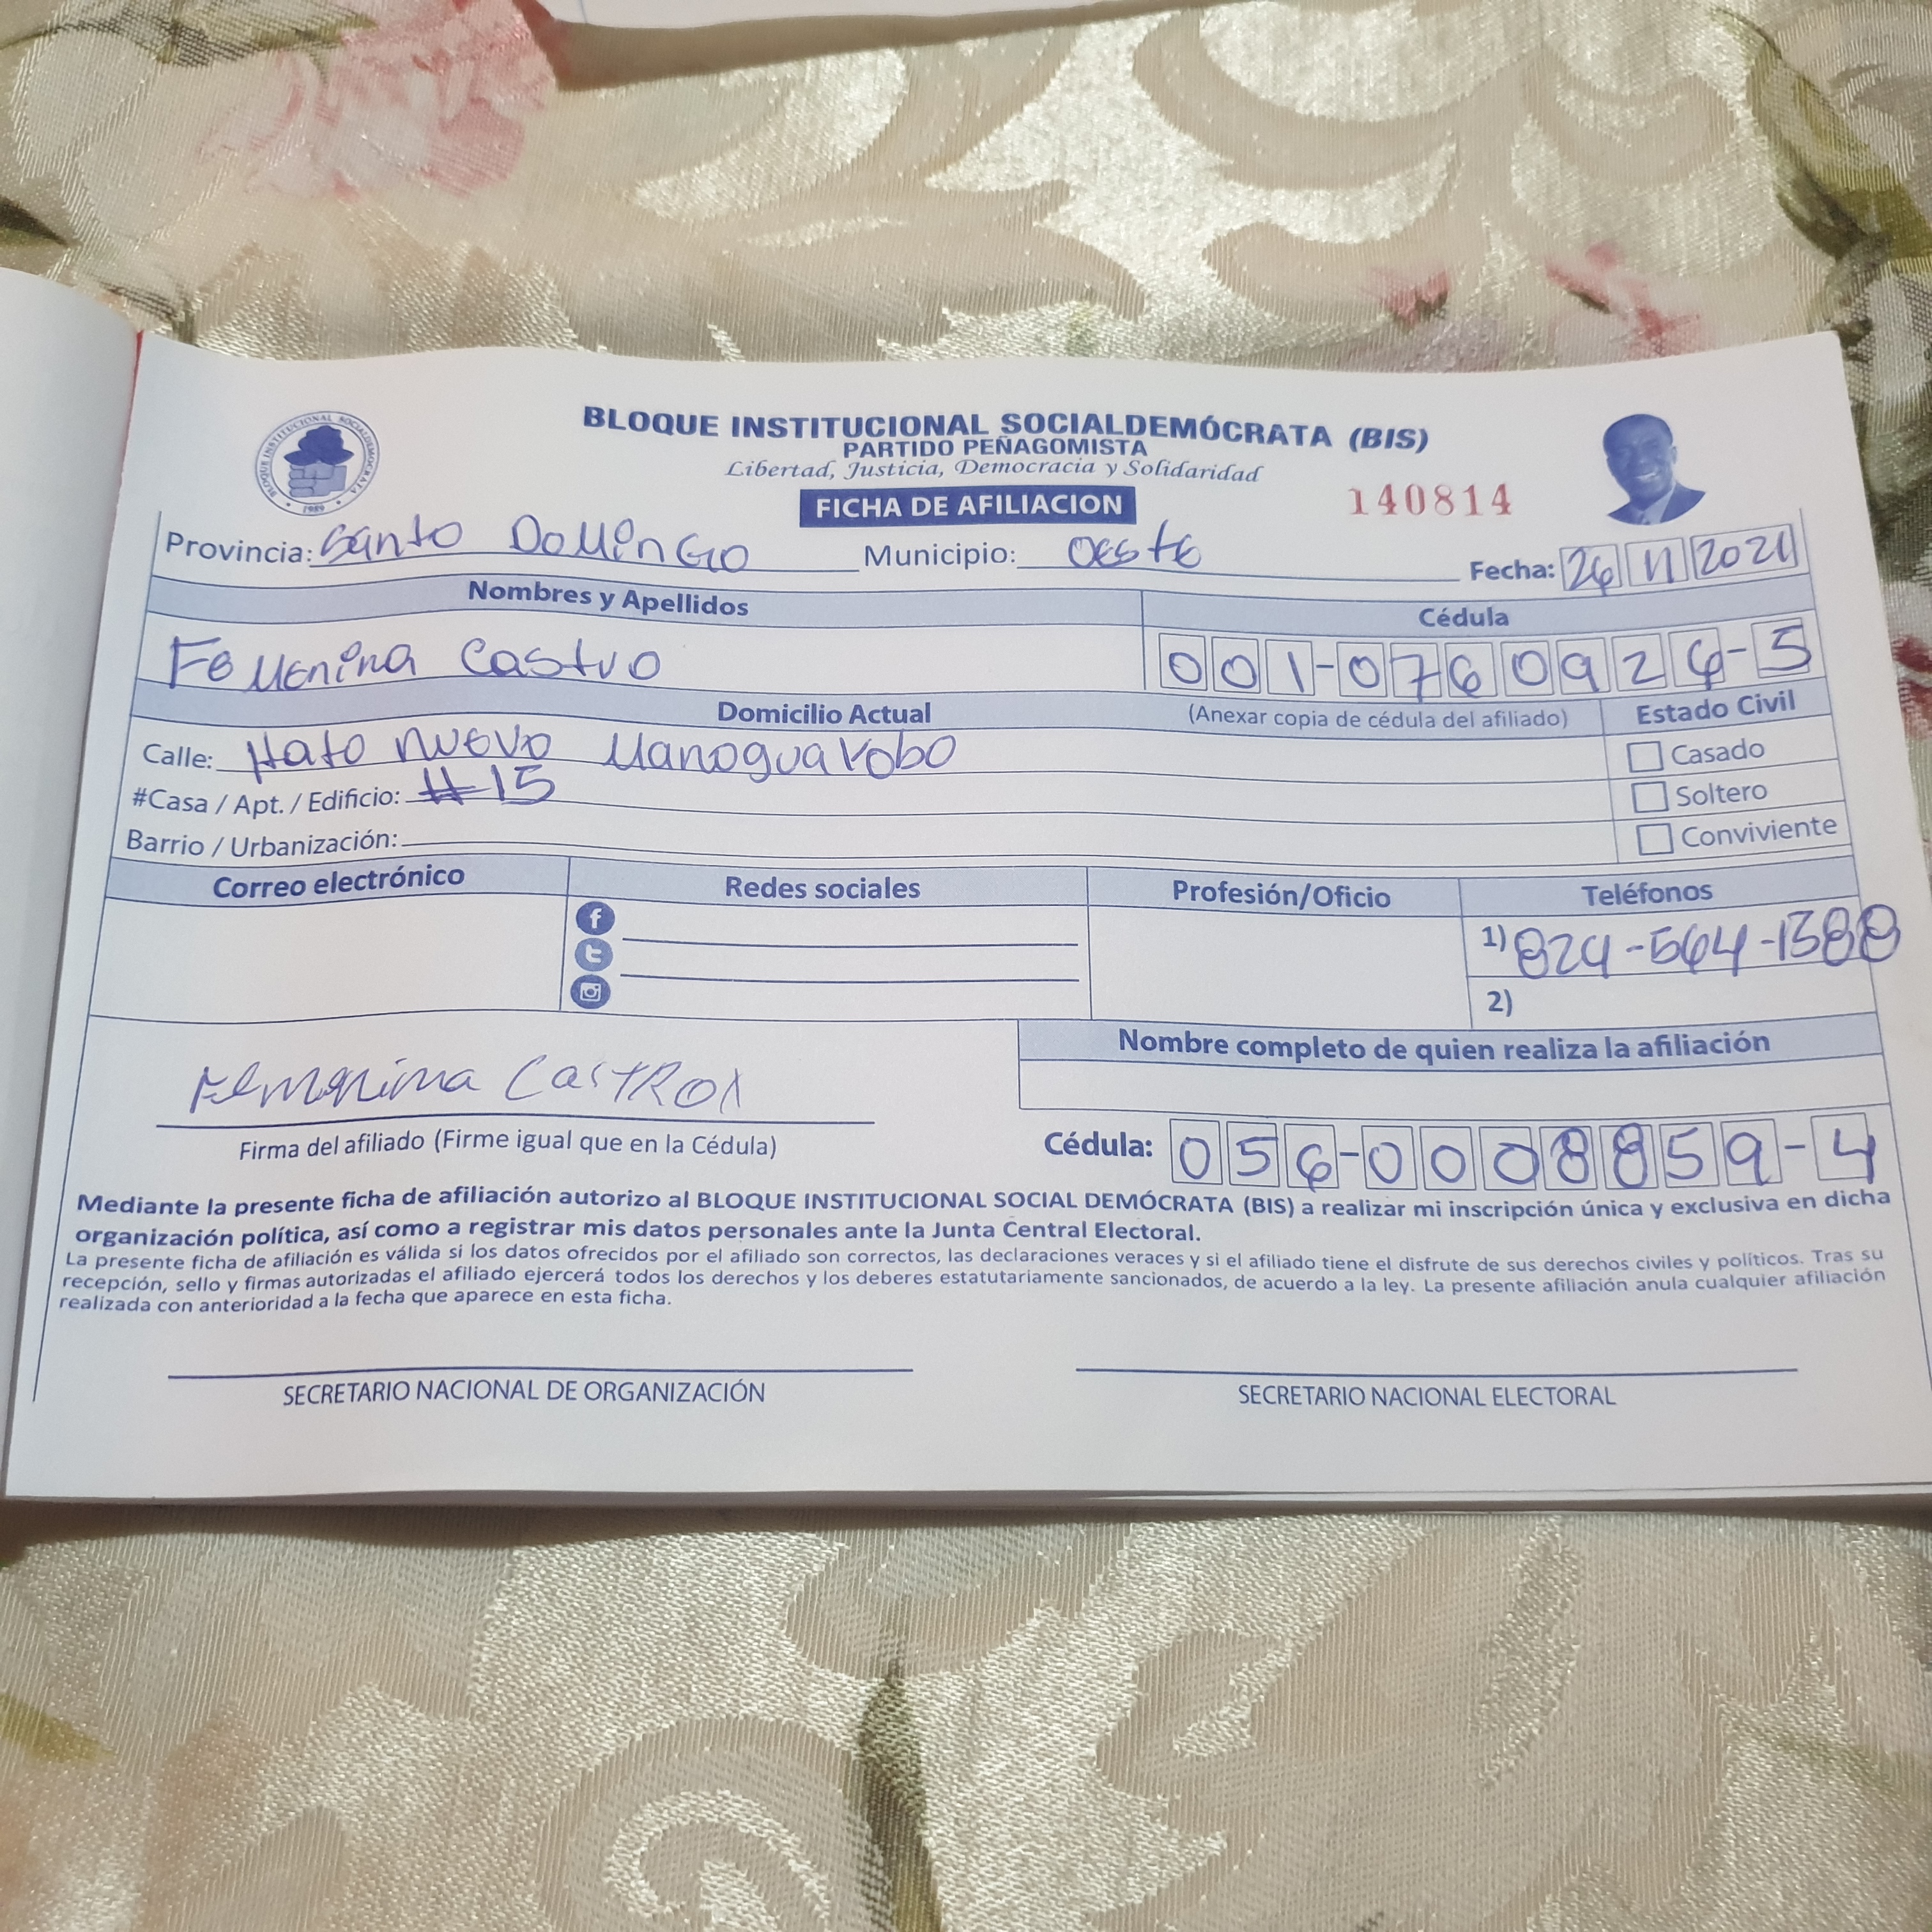 BLOQUE INSTITUCIONAL SOCIALDEMÓCRATA (BIS)
PARTIDO PEÑAGOMISTA
Libertad, Justicia, Democracia y Solidaridad
BLOQUE INSTITUCIONAL SOCIALDEMOCRATA
1989
FICHA DE AFILIACION
140814
Provincia: Santo Domingo Municipio: Oeste Fecha: 26 11 2021
Nombres y Apellidos Cédula
Femenina Castro 001-0760926-5
Domicilio Actual (Anexar copia de cédula del afiliado) Estado Civil
Calle: Hato nuevo Manoguavobo Casado
#Casa / Apt. / Edificio: #15 Soltero
Barrio / Urbanización: Conviviente
Correo electrónico Redes sociales Profesión/Oficio Teléfonos
1) 829-564-1388
2)
Nombre completo de quien realiza la afiliación
Femenina CasTRO
Firma del afiliado (Firme igual que en la Cédula) Cédula: 056-0008859-4
Mediante la presente ficha de afiliación autorizo al BLOQUE INSTITUCIONAL SOCIAL DEMÓCRATA (BIS) a realizar mi inscripción única y exclusiva en dicha
organización política, así como a registrar mis datos personales ante la Junta Central Electoral.
La presente ficha de afiliación es válida si los datos ofrecidos por el afiliado son correctos, las declaraciones veraces y si el afiliado tiene el disfrute de sus derechos civiles y políticos. Tras su
recepción, sello y firmas autorizadas el afiliado ejercerá todos los derechos y los deberes estatutariamente sancionados, de acuerdo a la ley. La presente afiliación anula cualquier afiliación
realizada con anterioridad a la fecha que aparece en esta ficha.
SECRETARIO NACIONAL DE ORGANIZACIÓN SECRETARIO NACIONAL ELECTORAL